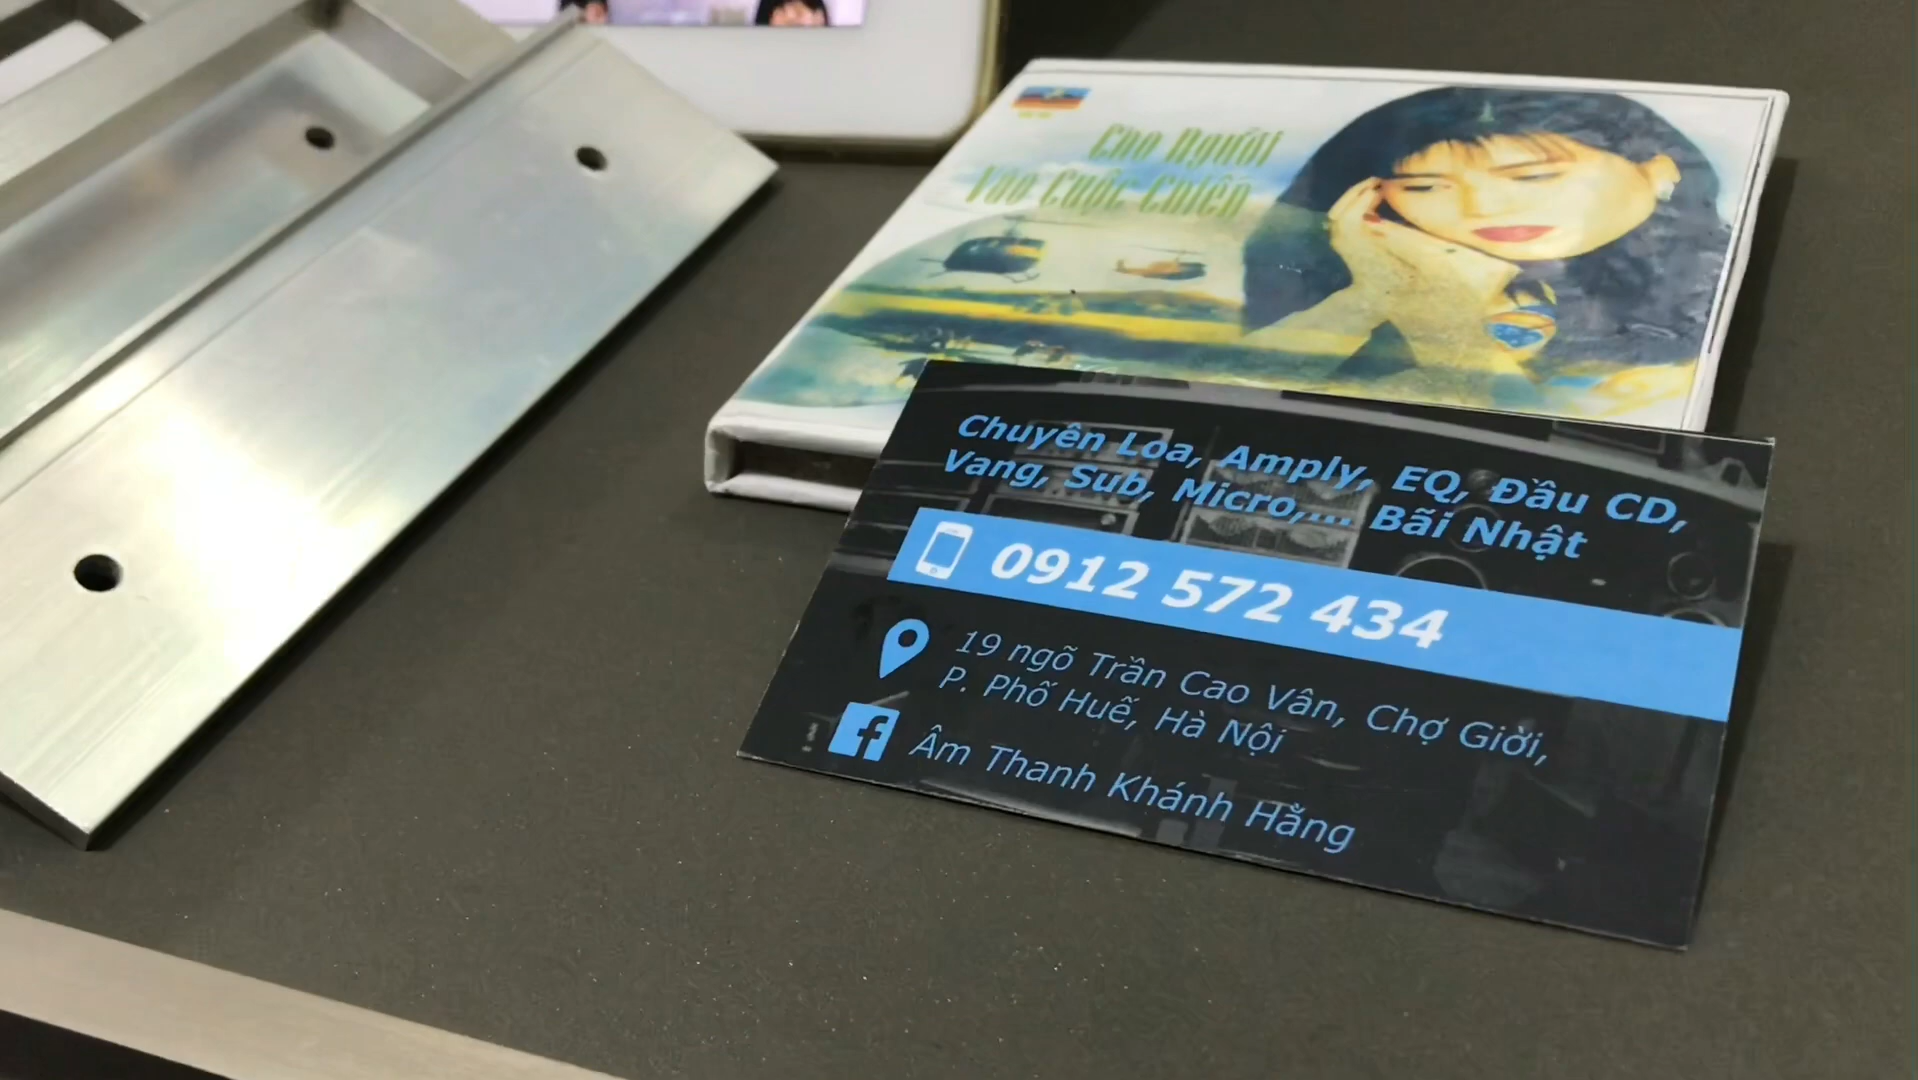 Cho Người
Vào Cuộc Chiến
Chuyên Loa, Amply, EQ, Đầu CD,
Vang, Sub, Micro,... Bãi Nhật
0912 572 434
19 ngõ Trần Cao Vân, Chợ Giời,
P. Phố Huế, Hà Nội
Âm Thanh Khánh Hằng